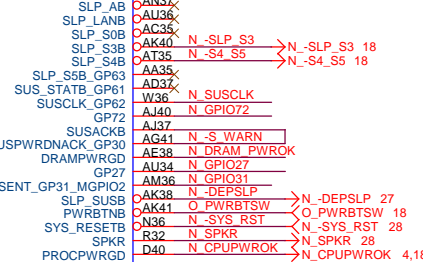 SLP_AB AN37
SLP_LANB AU36
SLP_S0B AC35
SLP_S3B AK40 N_-SLP_S3 N_-SLP_S3 18
SLP_S4B AT35 N_-S4_S5 N_-S4_S5 18
SLP_S5B_GP63 AA35
SUS_STATB_GP61 AD37
SUSCLK_GP62 W36 N_SUSCLK
GP72 AJ40 N_GPIO72
SUSACKB AJ37
USPWRDNACK_GP30 AG41 N_-S_WARN
DRAMPWRGD AE38 N_DRAM_PWROK
GP27 AU34 N_GPIO27
SENT_GP31_MGPIO2 AM36 N_GPIO31
SLP_SUSB AK38 N_-DEPSLP N_-DEPSLP 27
PWRBTNB AK41 O_PWRBTSW O_PWRBTSW 18
SYS_RESETB N36 N_-SYS_RST N_-SYS_RST 28
SPKR R32 N_SPKR N_SPKR 28
PROCPWRGD D40 N_CPUPWROK N_CPUPWROK 4,18